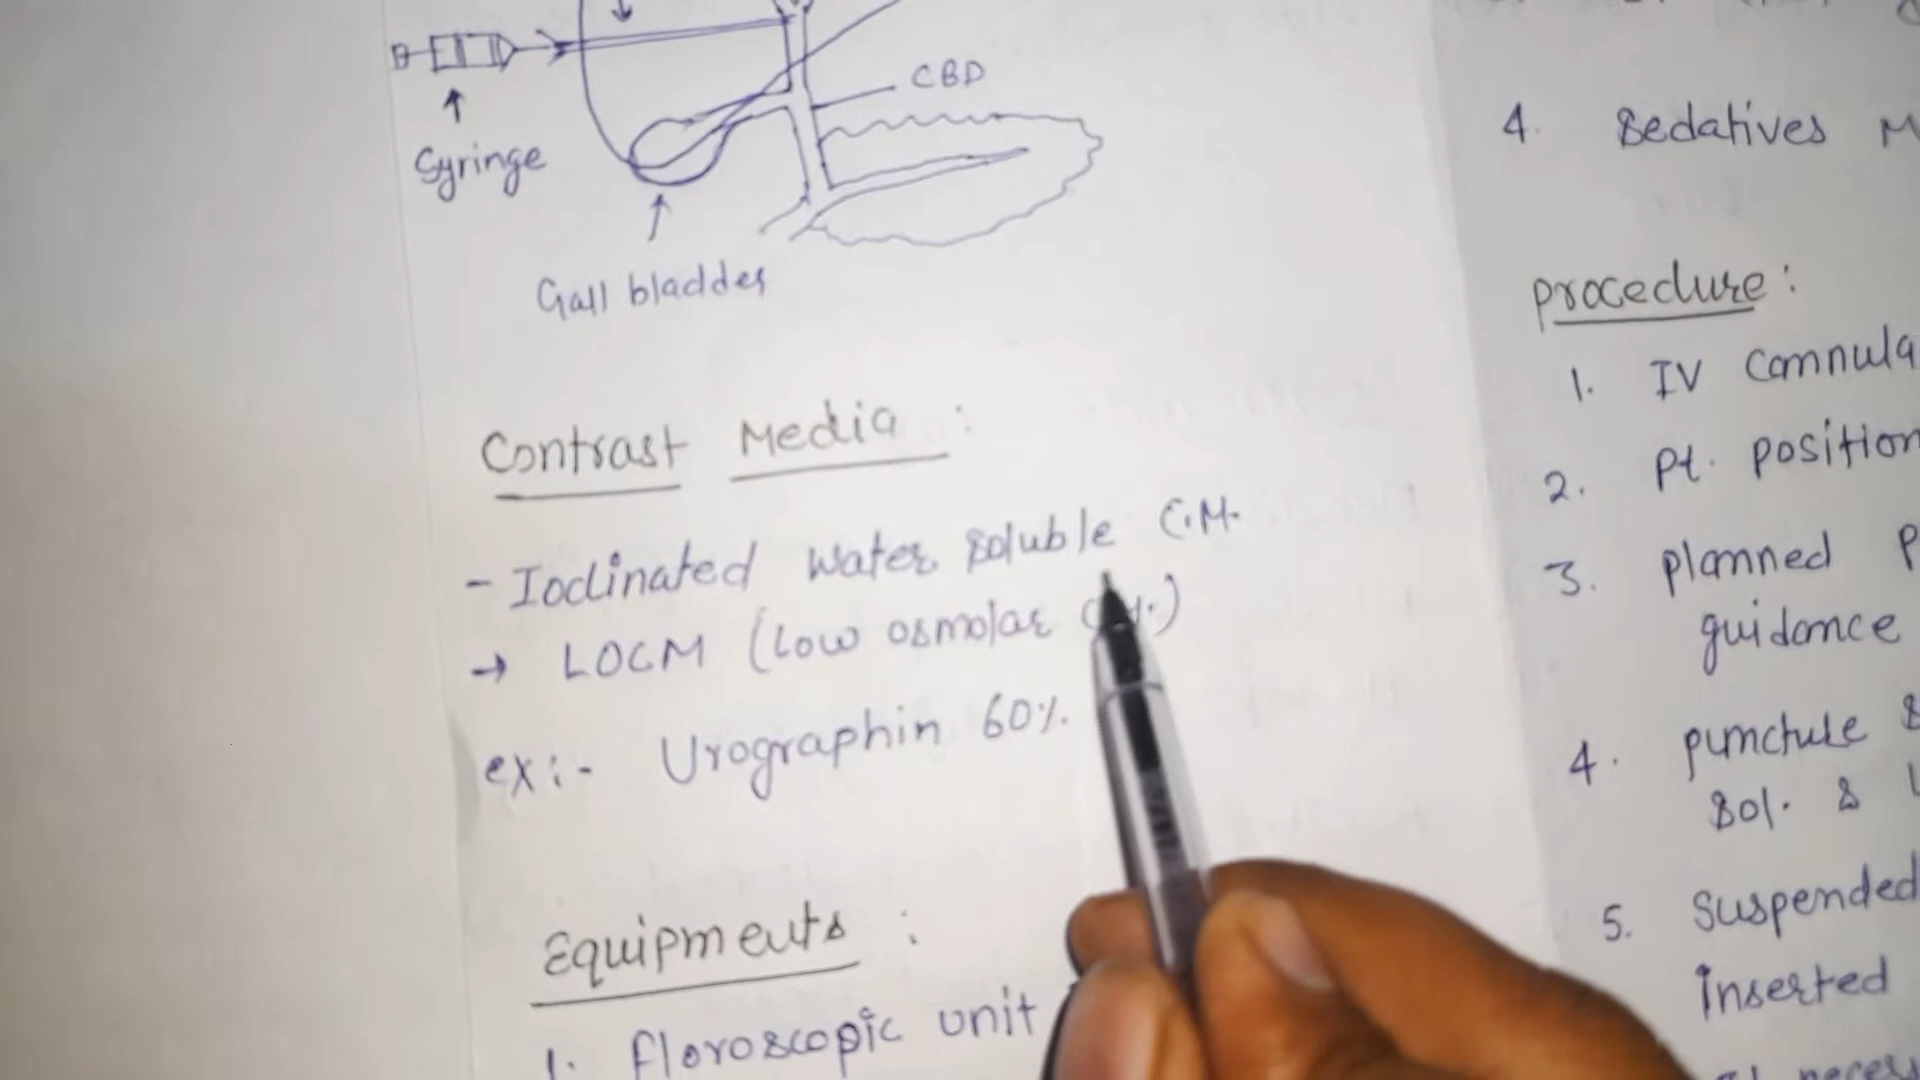 CBD
Syringe
Gall bladder
Contrast Media :
- Ioclinated Water soluble C.M.
→ LOCM (Low osmolar C.M.)
ex:- Urographin 60%.
Equipments :
1. floroscopic unit
4. Sedatives M
procedure :
1. IV Cannula
2. Pt. position
3. planned P
guidance
4. puncture &
sol. &
5. Suspended
inserted